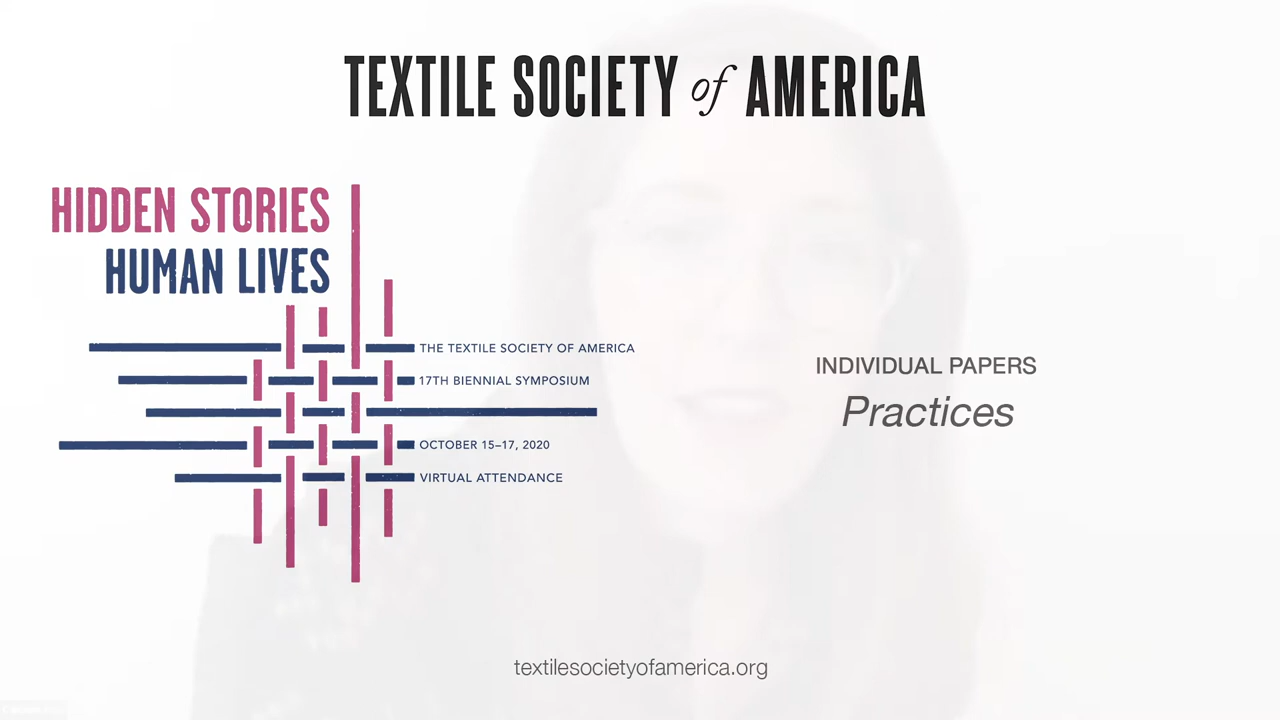 TEXTILE SOCIETY of AMERICA
HIDDEN STORIES
HUMAN LIVES
THE TEXTILE SOCIETY OF AMERICA
17TH BIENNIAL SYMPOSIUM
OCTOBER 15–17, 2020
VIRTUAL ATTENDANCE
INDIVIDUAL PAPERS
Practices
textilesocietyofamerica.org